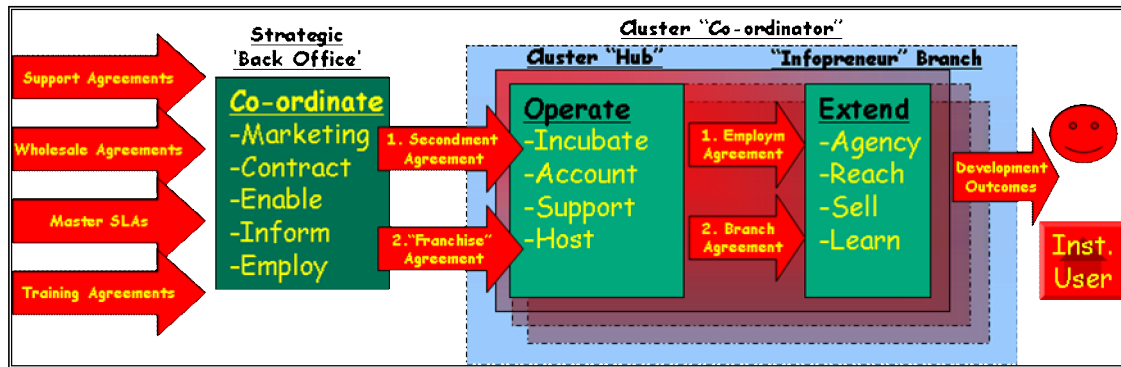 Strategic
'Back Office'
Cluster "Co-ordinator"
Cluster "Hub"
"Infopreneur" Branch
Support Agreements
Wholesale Agreements
Master SLAs
Training Agreements
Co-ordinate
-Marketing
-Contract
-Enable
-Inform
-Employ
1. Secondment
Agreement
2."Franchise"
Agreement
Operate
-Incubate
-Account
-Support
-Host
1. Employm
Agreement
2. Branch
Agreement
Extend
-Agency
-Reach
-Sell
-Learn
Development
Outcomes
Inst.
User